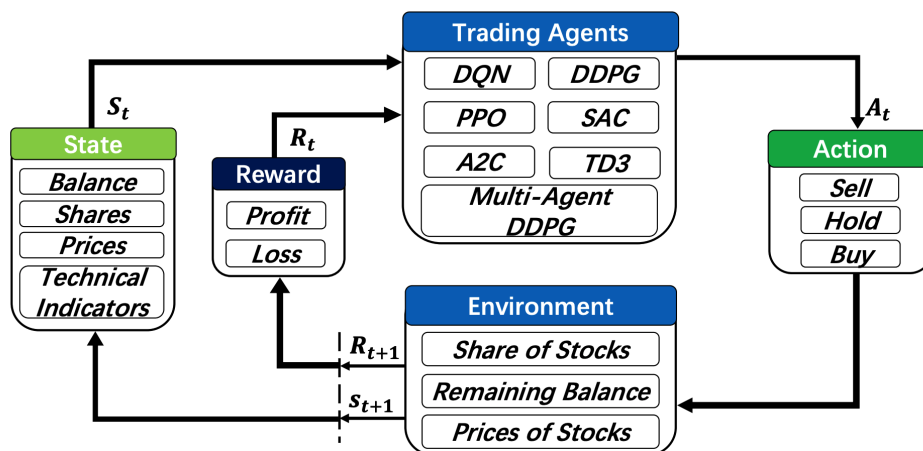 Trading Agents
DQN
DDPG
PPO
SAC
A2C
TD3
Multi-Agent
DDPG
S_t
R_t
A_t
State
Balance
Shares
Prices
Technical
Indicators
Reward
Profit
Loss
Action
Sell
Hold
Buy
Environment
Share of Stocks
Remaining Balance
Prices of Stocks
R_{t+1}
s_{t+1}